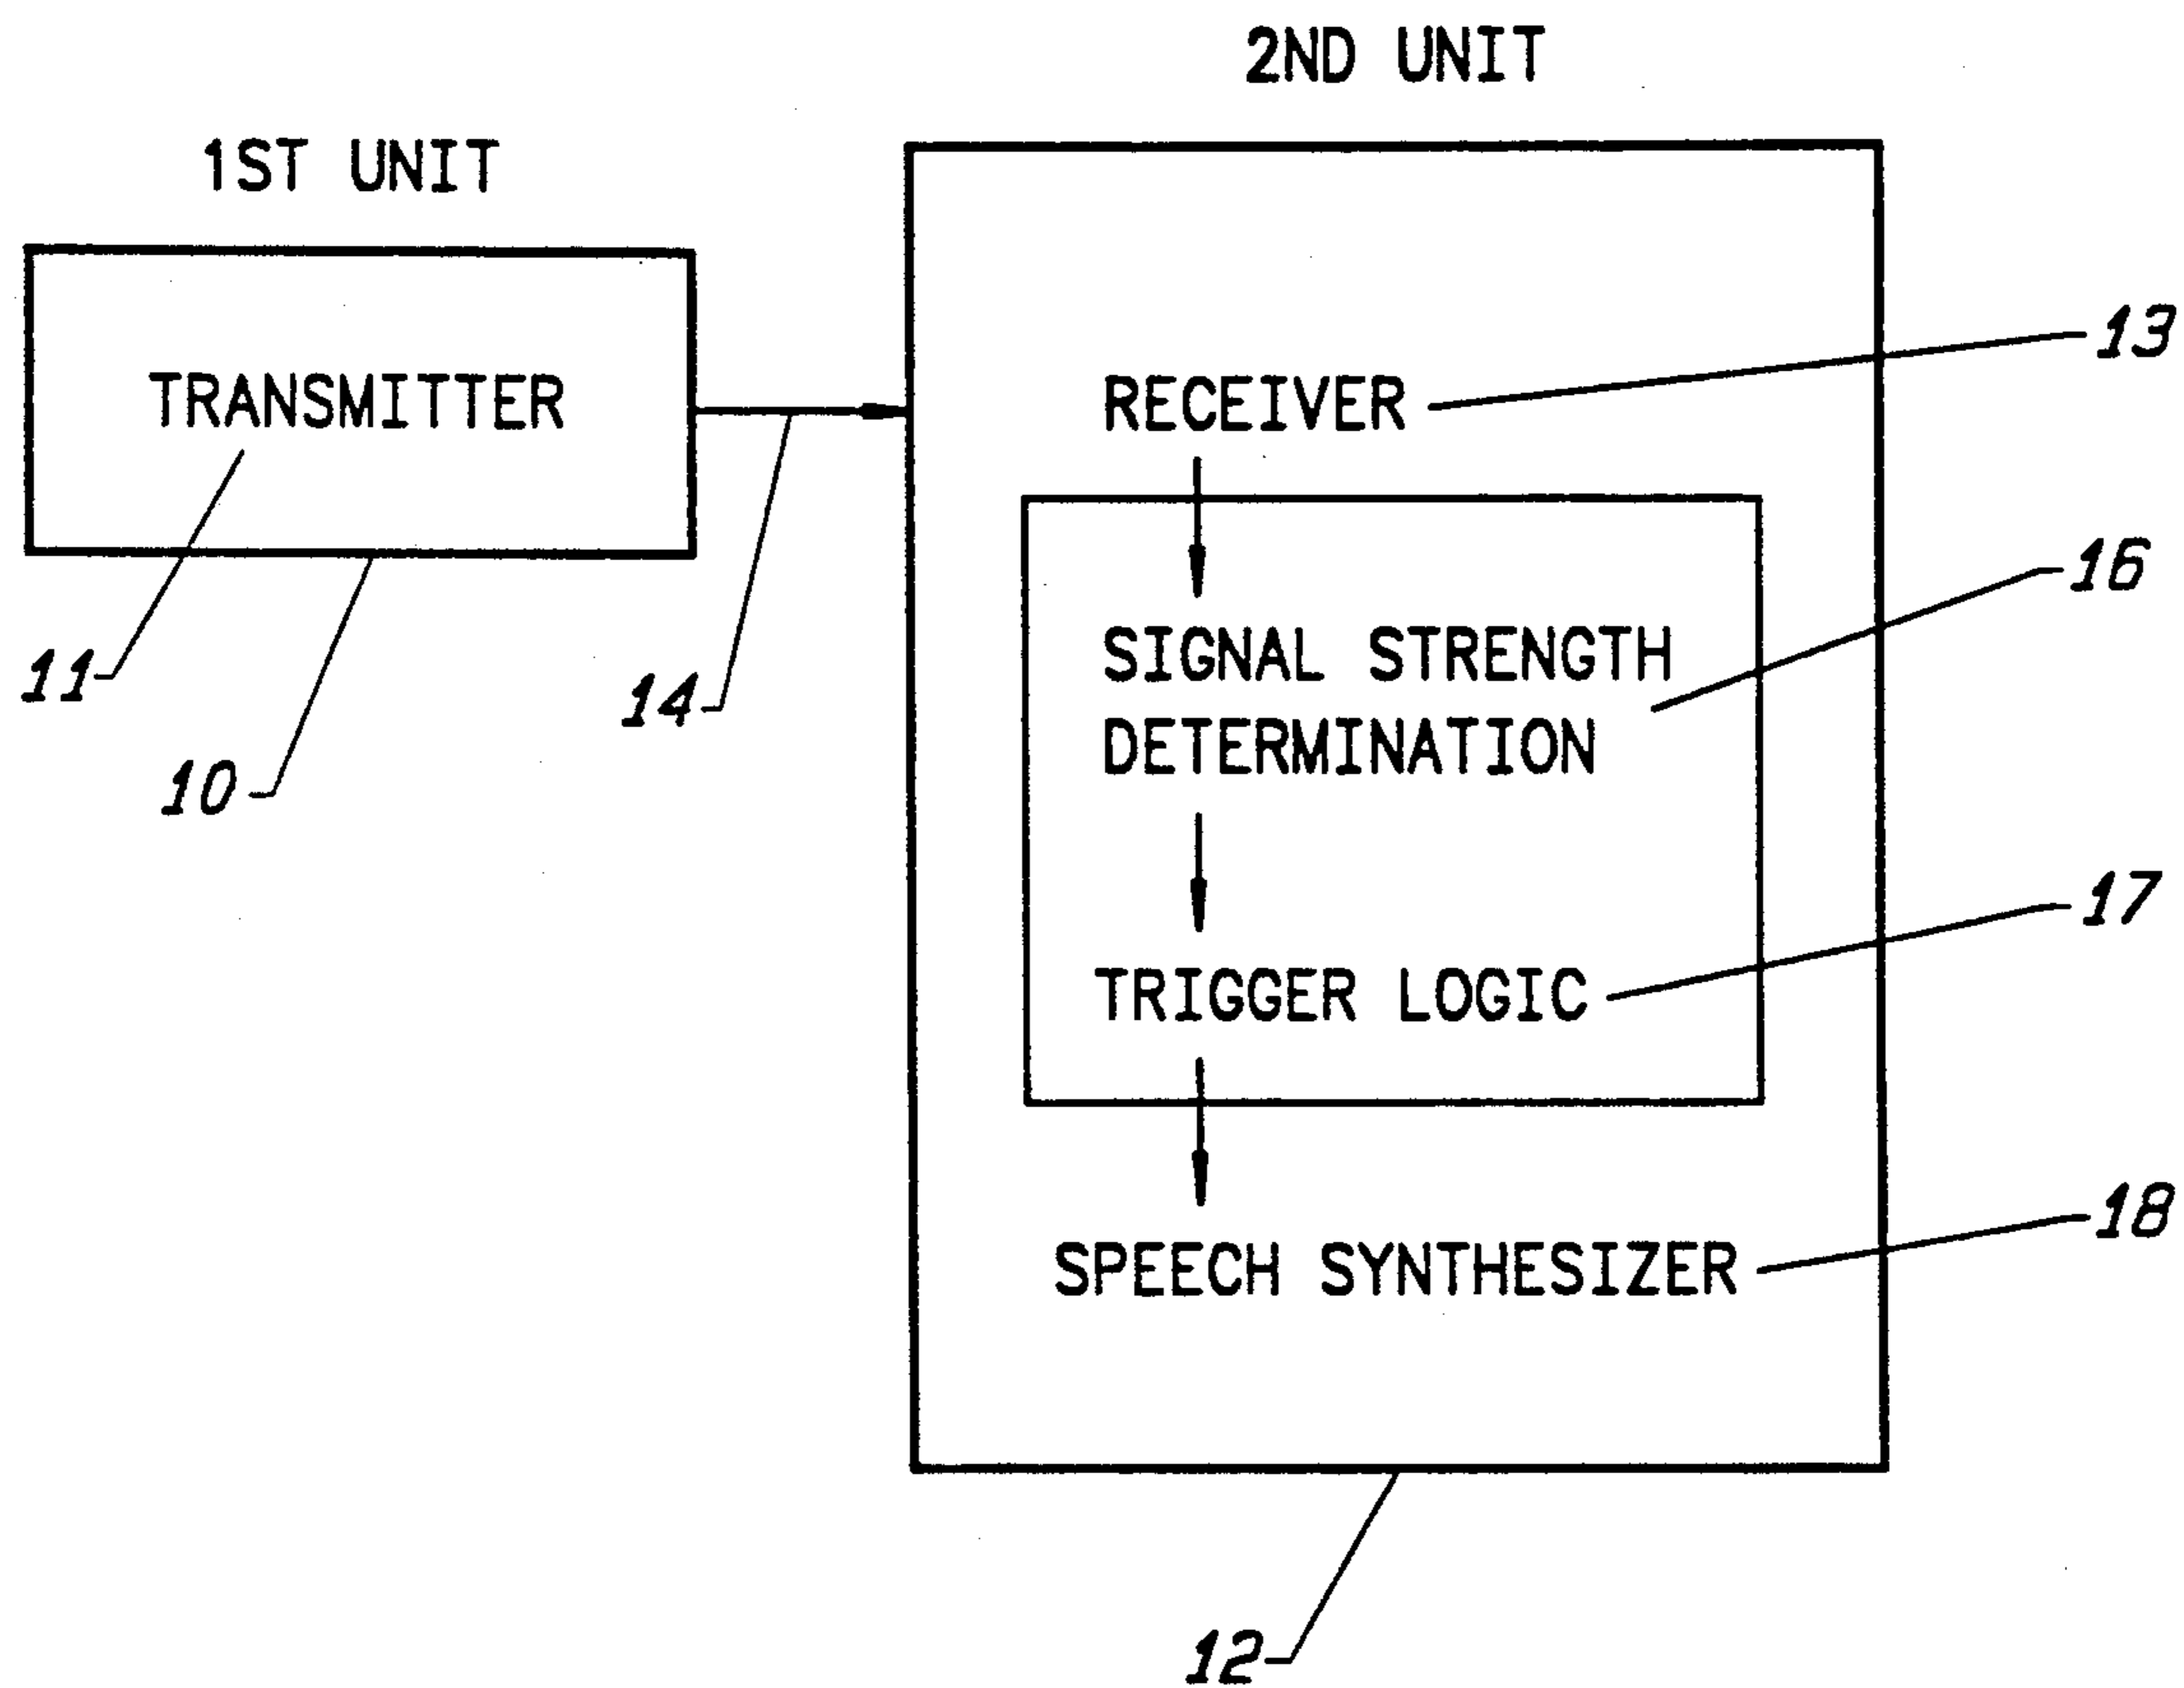 2ND UNIT
1ST UNIT
TRANSMITTER
RECEIVER
13
SIGNAL STRENGTH
DETERMINATION
16
11
14
10
TRIGGER LOGIC
17
SPEECH SYNTHESIZER
18
12